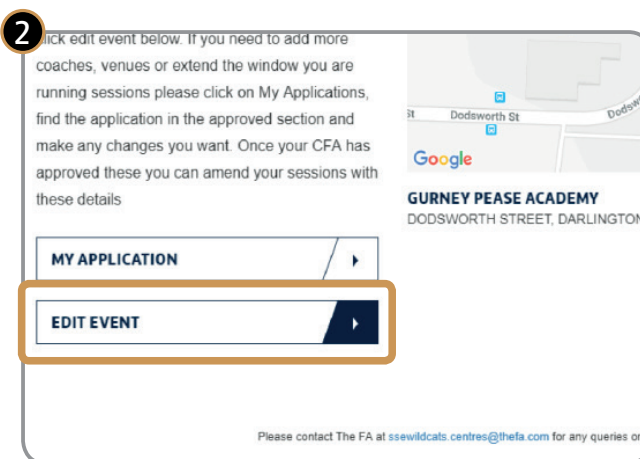 2
click edit event below. If you need to add more
coaches, venues or extend the window you are
running sessions please click on My Applications,
find the application in the approved section and
make any changes you want. Once your CFA has
approved these you can amend your sessions with
these details
MY APPLICATION
EDIT EVENT
St
Dodsworth St
Google
GURNEY PEASE ACADEMY
DODSWORTH STREET, DARLINGTON
Please contact The FA at ssewildcats.centres@thefa.com for any queries or